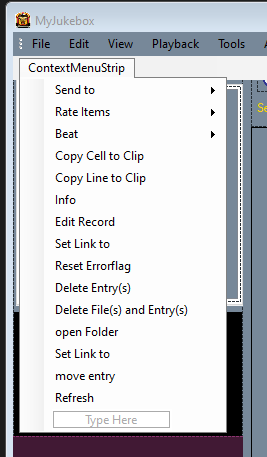 MyJukebox
File Edit View Playback Tools
ContextMenuStrip
Send to
Rate Items
Beat
Copy Cell to Clip
Copy Line to Clip
Info
Edit Record
Set Link to
Reset Errorflag
Delete Entry(s)
Delete File(s) and Entry(s)
open Folder
Set Link to
move entry
Refresh
Type Here